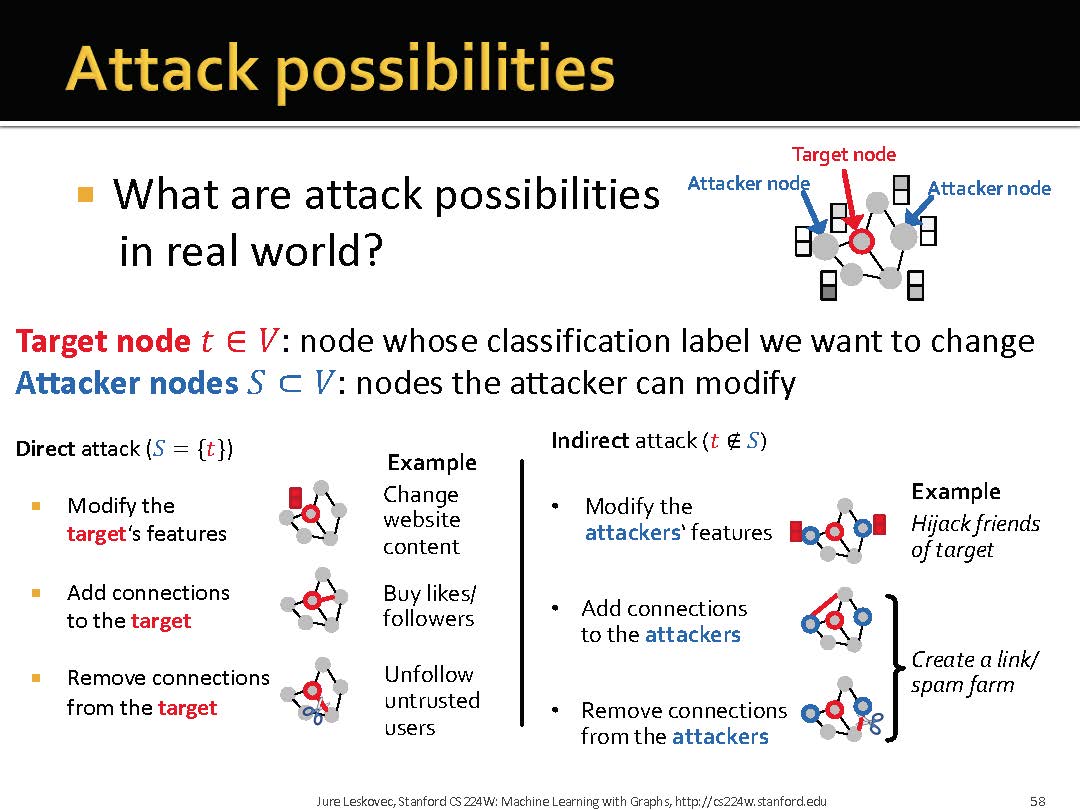 Attack possibilities
■ What are attack possibilities
in real world?
Target node
Attacker node
Attacker node
Target node t ∈ V: node whose classification label we want to change
Attacker nodes S ⊂ V: nodes the attacker can modify
Direct attack (S = {t})
Example
▪ Modify the
target‘s features
Change
website
content
▪ Add connections
to the target
Buy likes/
followers
▪ Remove connections
from the target
Unfollow
untrusted
users
Indirect attack (t ∉ S)
Example
• Modify the
attackers‘ features
Hijack friends
of target
• Add connections
to the attackers
• Remove connections
from the attackers
Create a link/
spam farm
Jure Leskovec, Stanford CS224W: Machine Learning with Graphs, http://cs224w.stanford.edu
58